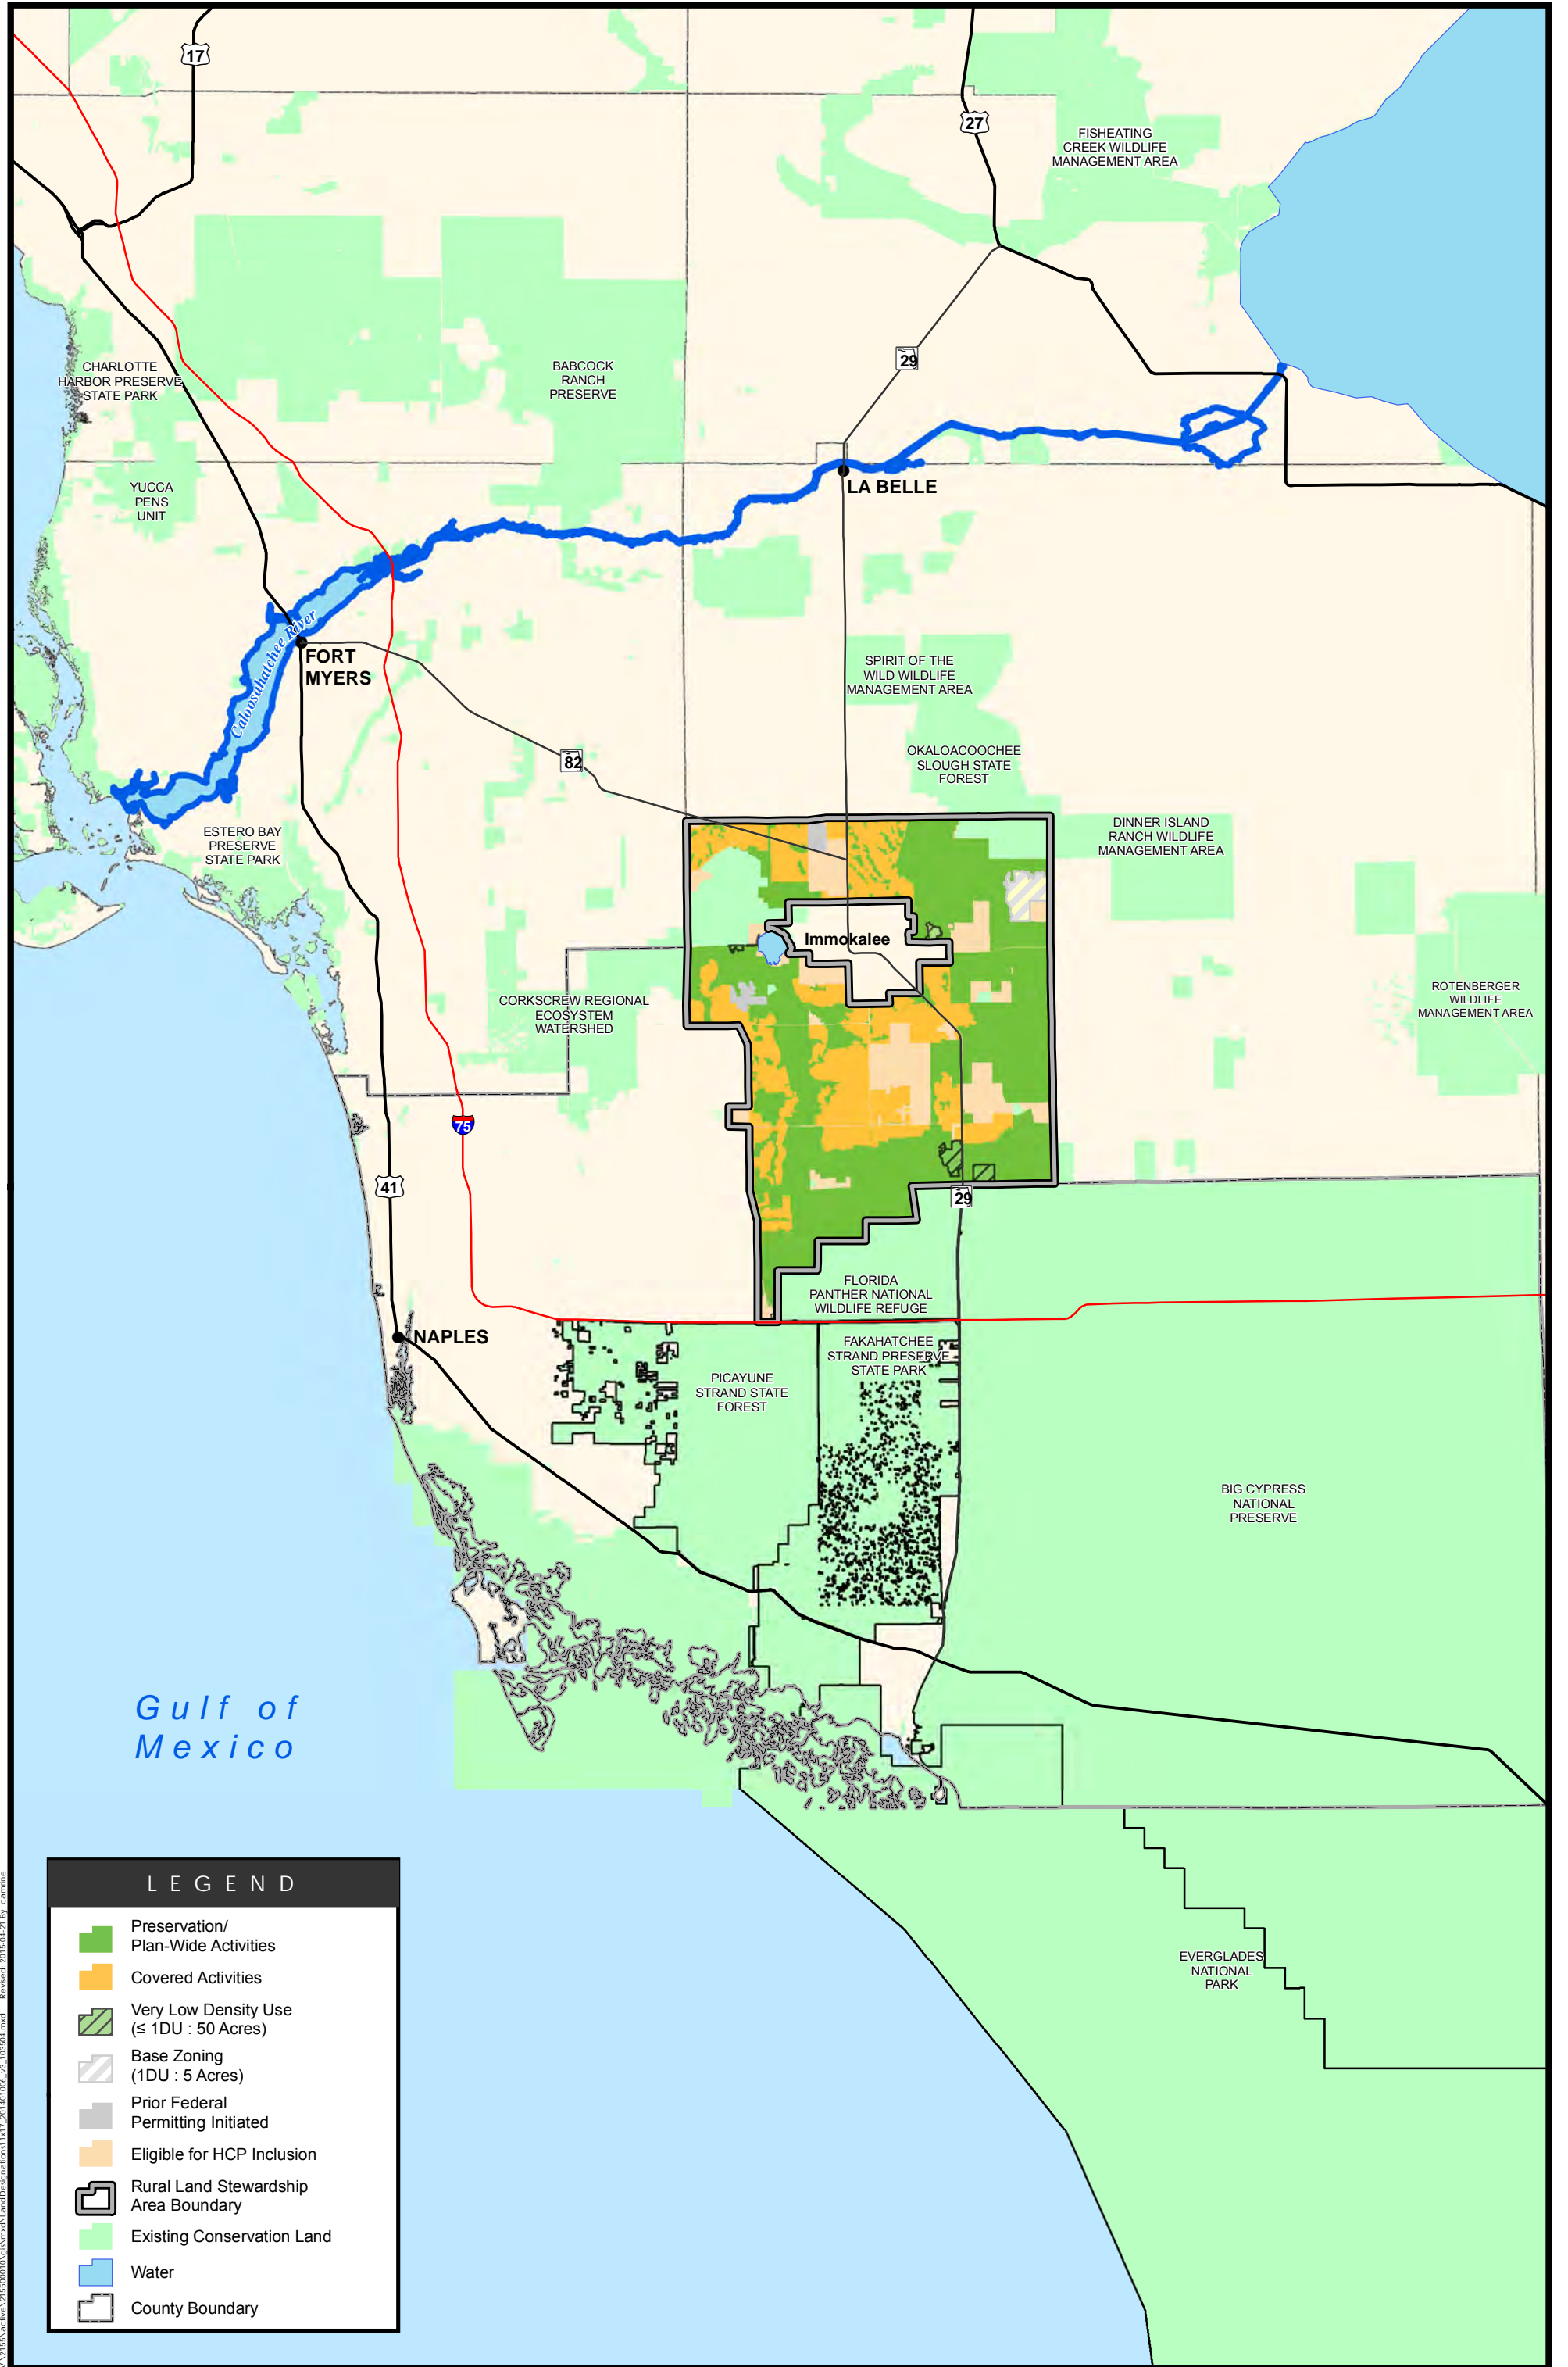 17
27
FISHEATING
CREEK WILDLIFE
MANAGEMENT AREA
29
CHARLOTTE
HARBOR PRESERVE
STATE PARK
BABCOCK
RANCH
PRESERVE
YUCCA
PENS
UNIT
LA BELLE
Caloosahatchee River
FORT
MYERS
SPIRIT OF THE
WILD WILDLIFE
MANAGEMENT AREA
82
OKALOACOOCHEE
SLOUGH STATE
FOREST
ESTERO BAY
PRESERVE
STATE PARK
DINNER ISLAND
RANCH WILDLIFE
MANAGEMENT AREA
Immokalee
CORKSCREW REGIONAL
ECOSYSTEM
WATERSHED
ROTENBERGER
WILDLIFE
MANAGEMENT AREA
75
41
29
FLORIDA
PANTHER NATIONAL
WILDLIFE REFUGE
NAPLES
FAKAHATCHEE
STRAND PRESERVE
STATE PARK
PICAYUNE
STRAND STATE
FOREST
BIG CYPRESS
NATIONAL
PRESERVE
Gulf of
Mexico
EVERGLADES
NATIONAL
PARK
LEGEND
Preservation/
Plan-Wide Activities
Covered Activities
Very Low Density Use
(≤ 1DU : 50 Acres)
Base Zoning
(1DU : 5 Acres)
Prior Federal
Permitting Initiated
Eligible for HCP Inclusion
Rural Land Stewardship
Area Boundary
Existing Conservation Land
Water
County Boundary
Revised: 2015-04-21 By: camrine